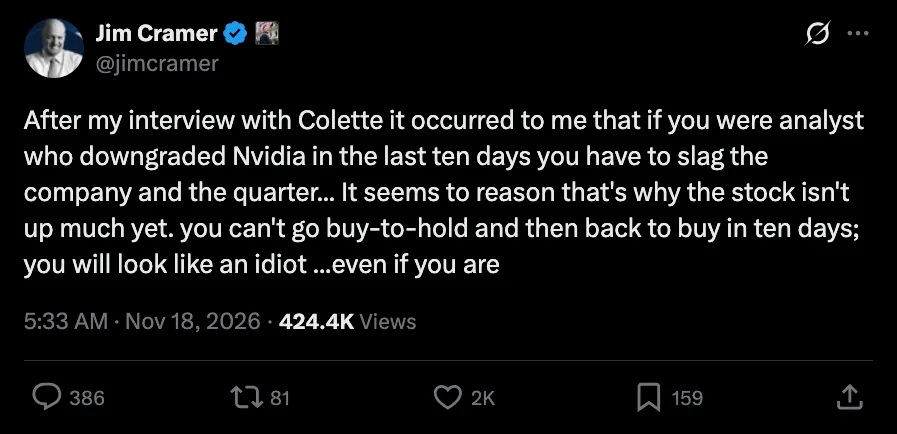 Jim Cramer
@jimcramer
After my interview with Colette it occurred to me that if you were analyst
who downgraded Nvidia in the last ten days you have to slag the
company and the quarter... It seems to reason that's why the stock isn't
up much yet. you can't go buy-to-hold and then back to buy in ten days;
you will look like an idiot ...even if you are
5:33 AM · Nov 18, 2026 · 424.4K Views
386 81 2K 159